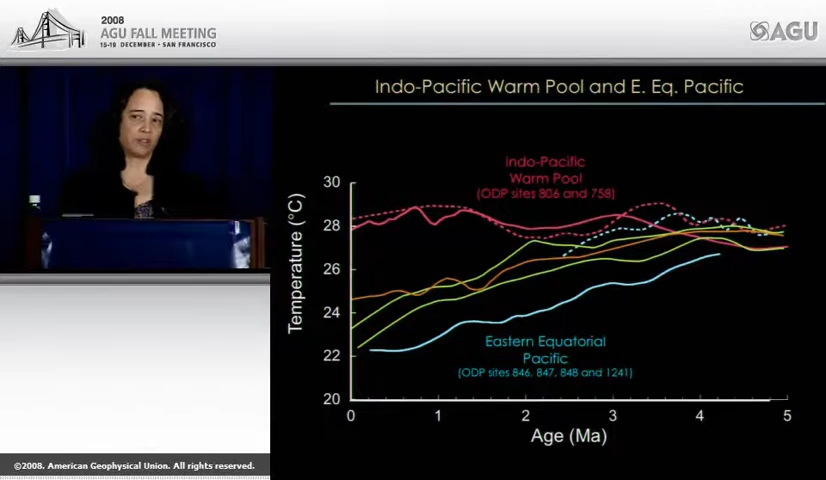 2008
AGU FALL MEETING
15-19 DECEMBER • SAN FRANCISCO
AGU
Indo-Pacific Warm Pool and E. Eq. Pacific
Indo-Pacific
Warm Pool
(ODP sites 806 and 758)
30
28
26
24
22
20
Temperature (°C)
Eastern Equatorial
Pacific
(ODP sites 846, 847, 848 and 1241)
0 1 2 3 4 5
Age (Ma)
©2008. American Geophysical Union. All rights reserved.